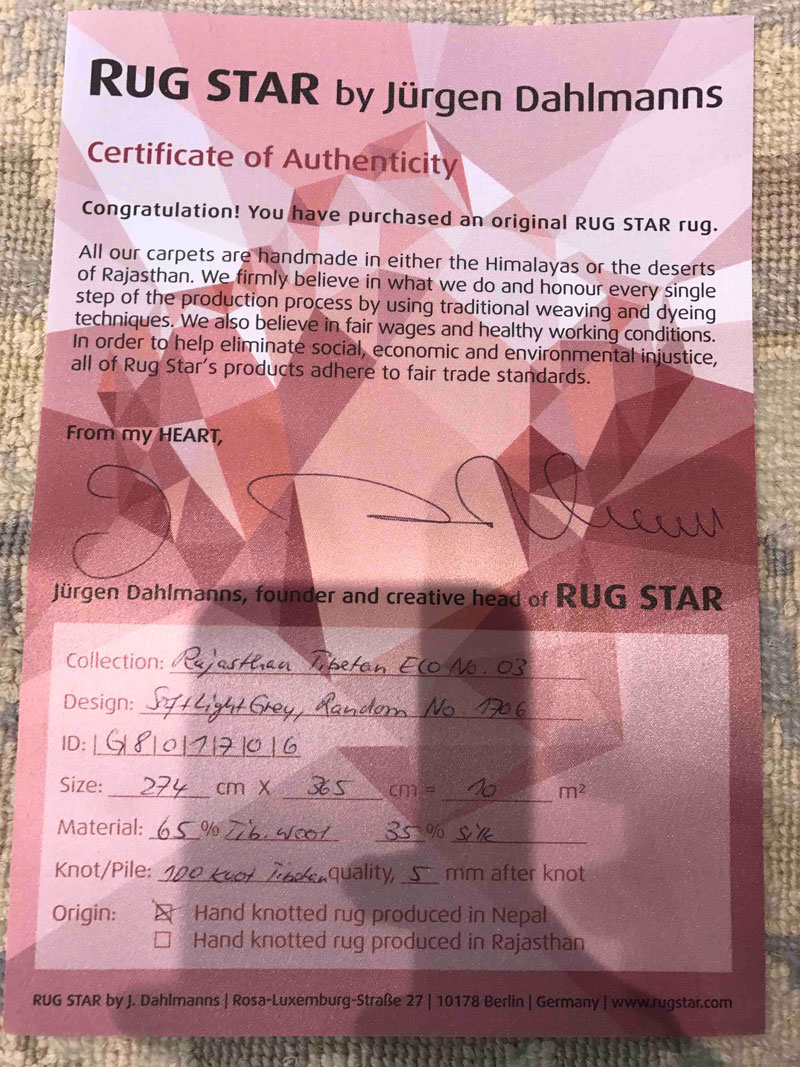 RUG STAR by Jürgen Dahlmanns
Certificate of Authenticity
Congratulation! You have purchased an original RUG STAR rug.
All our carpets are handmade in either the Himalayas or the deserts
of Rajasthan. We firmly believe in what we do and honour every single
step of the production process by using traditional weaving and dyeing
techniques. We also believe in fair wages and healthy working conditions.
In order to help eliminate social, economic and environmental injustice,
all of Rug Star's products adhere to fair trade standards.
From my HEART,
Jürgen Dahlmanns, founder and creative head of RUG STAR
Collection: Rajasthan Tibetan Eco No. 03
Design: Softlight Grey, Random No 1706
ID: |G|8|0|1|7|0|6
Size: 274 cm X 365 cm = 10 m²
Material: 65 % Tib. wool 35 % silk
Knot/Pile: 100 knot Tibetan quality, 5 mm after knot
Origin: ☒ Hand knotted rug produced in Nepal
☐ Hand knotted rug produced in Rajasthan
RUG STAR by J. Dahlmanns | Rosa-Luxemburg-Straße 27 | 10178 Berlin | Germany | www.rugstar.com